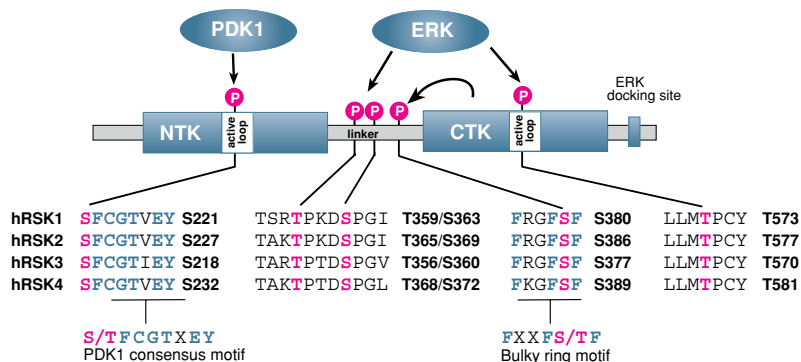 PDK1 ERK
P P P P P
ERK
docking site
NTK active loop linker CTK active loop
hRSK1 SFCGTVEY S221 TSRTPKDSPGI T359/S363 FRGFSF S380 LLMTPCY T573
hRSK2 SFCGTVEY S227 TAKTPKDSPGI T365/S369 FRGFSF S386 LLMTPCY T577
hRSK3 SFCGTIEY S218 TARTPTDSPGV T356/S360 FKGFSF S377 LLMTPCY T570
hRSK4 SFCGTVEY S232 TAKTPTDSPGL T368/S372 FKGFSF S389 LLMTPCY T581
S/TFCGTXEY FXXFS/TF
PDK1 consensus motif Bulky ring motif